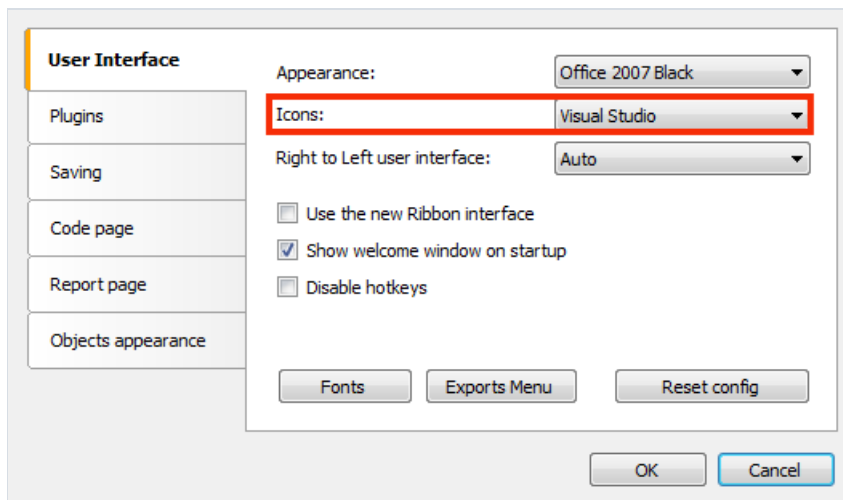 User Interface
Plugins
Saving
Code page
Report page
Objects appearance
Appearance: Office 2007 Black
Icons: Visual Studio
Right to Left user interface: Auto
Use the new Ribbon interface
Show welcome window on startup
Disable hotkeys
Fonts Exports Menu Reset config
OK Cancel